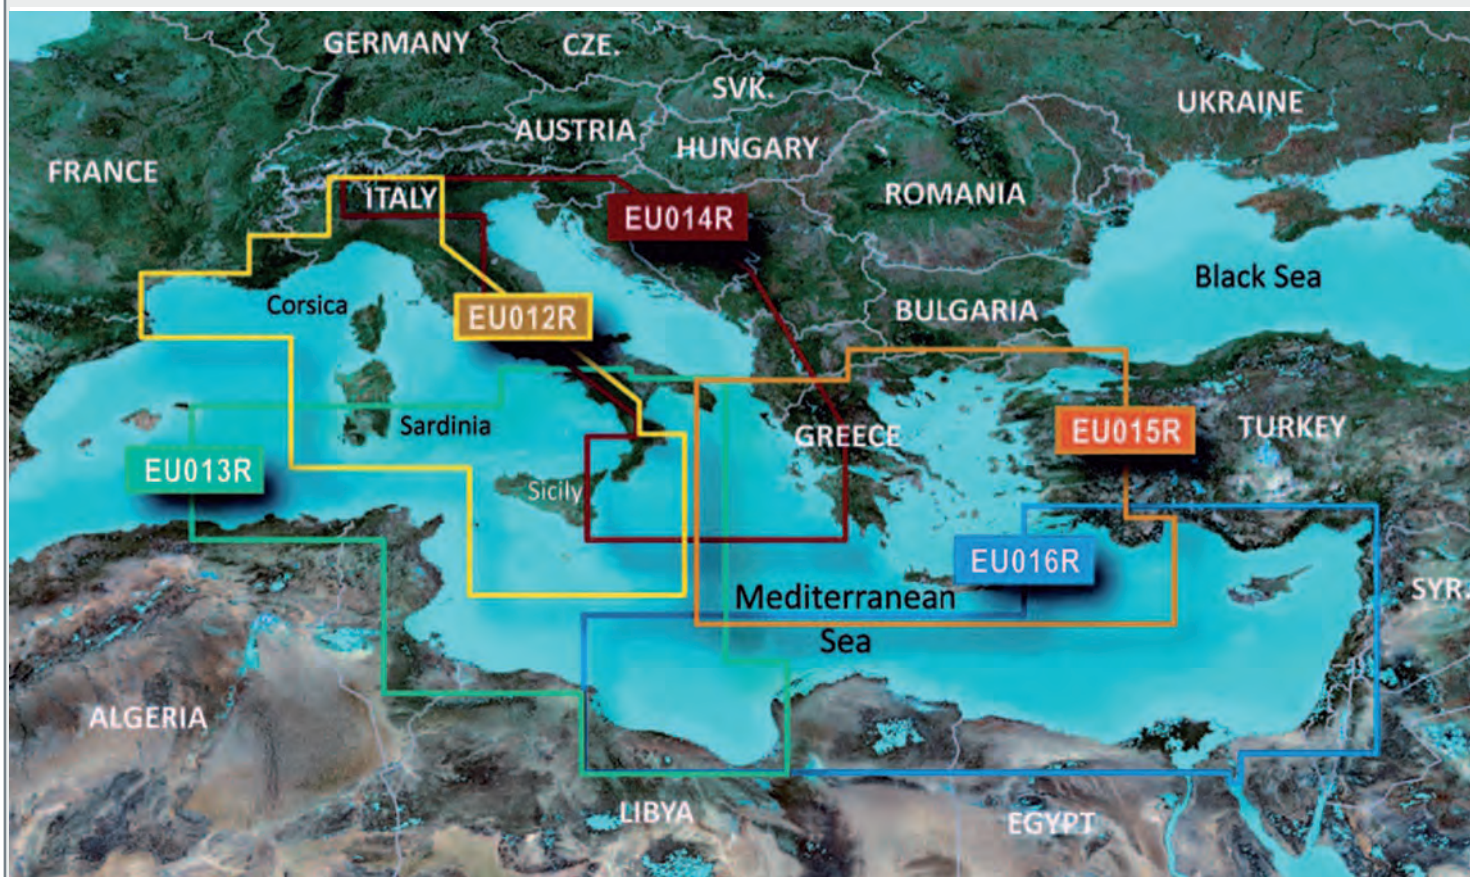 GERMANY
CZE.
SVK.
UKRAINE
AUSTRIA
HUNGARY
FRANCE
ITALY
ROMANIA
EU014R
Black Sea
Corsica
EU012R
BULGARIA
Sardinia
GREECE
EU015R
TURKEY
EU013R
Sicily
EU016R
SYR.
Mediterranean
Sea
ALGERIA
LIBYA
EGYPT